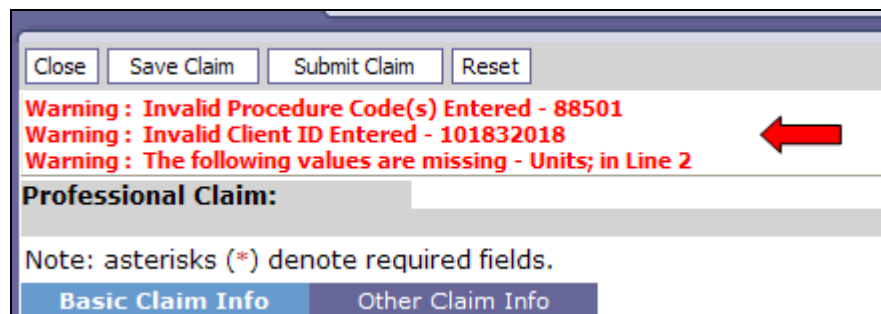 Close Save Claim Submit Claim Reset
Warning : Invalid Procedure Code(s) Entered - 88501
Warning : Invalid Client ID Entered - 101832018
Warning : The following values are missing - Units; in Line 2
Professional Claim:
Note: asterisks (*) denote required fields.
Basic Claim Info Other Claim Info